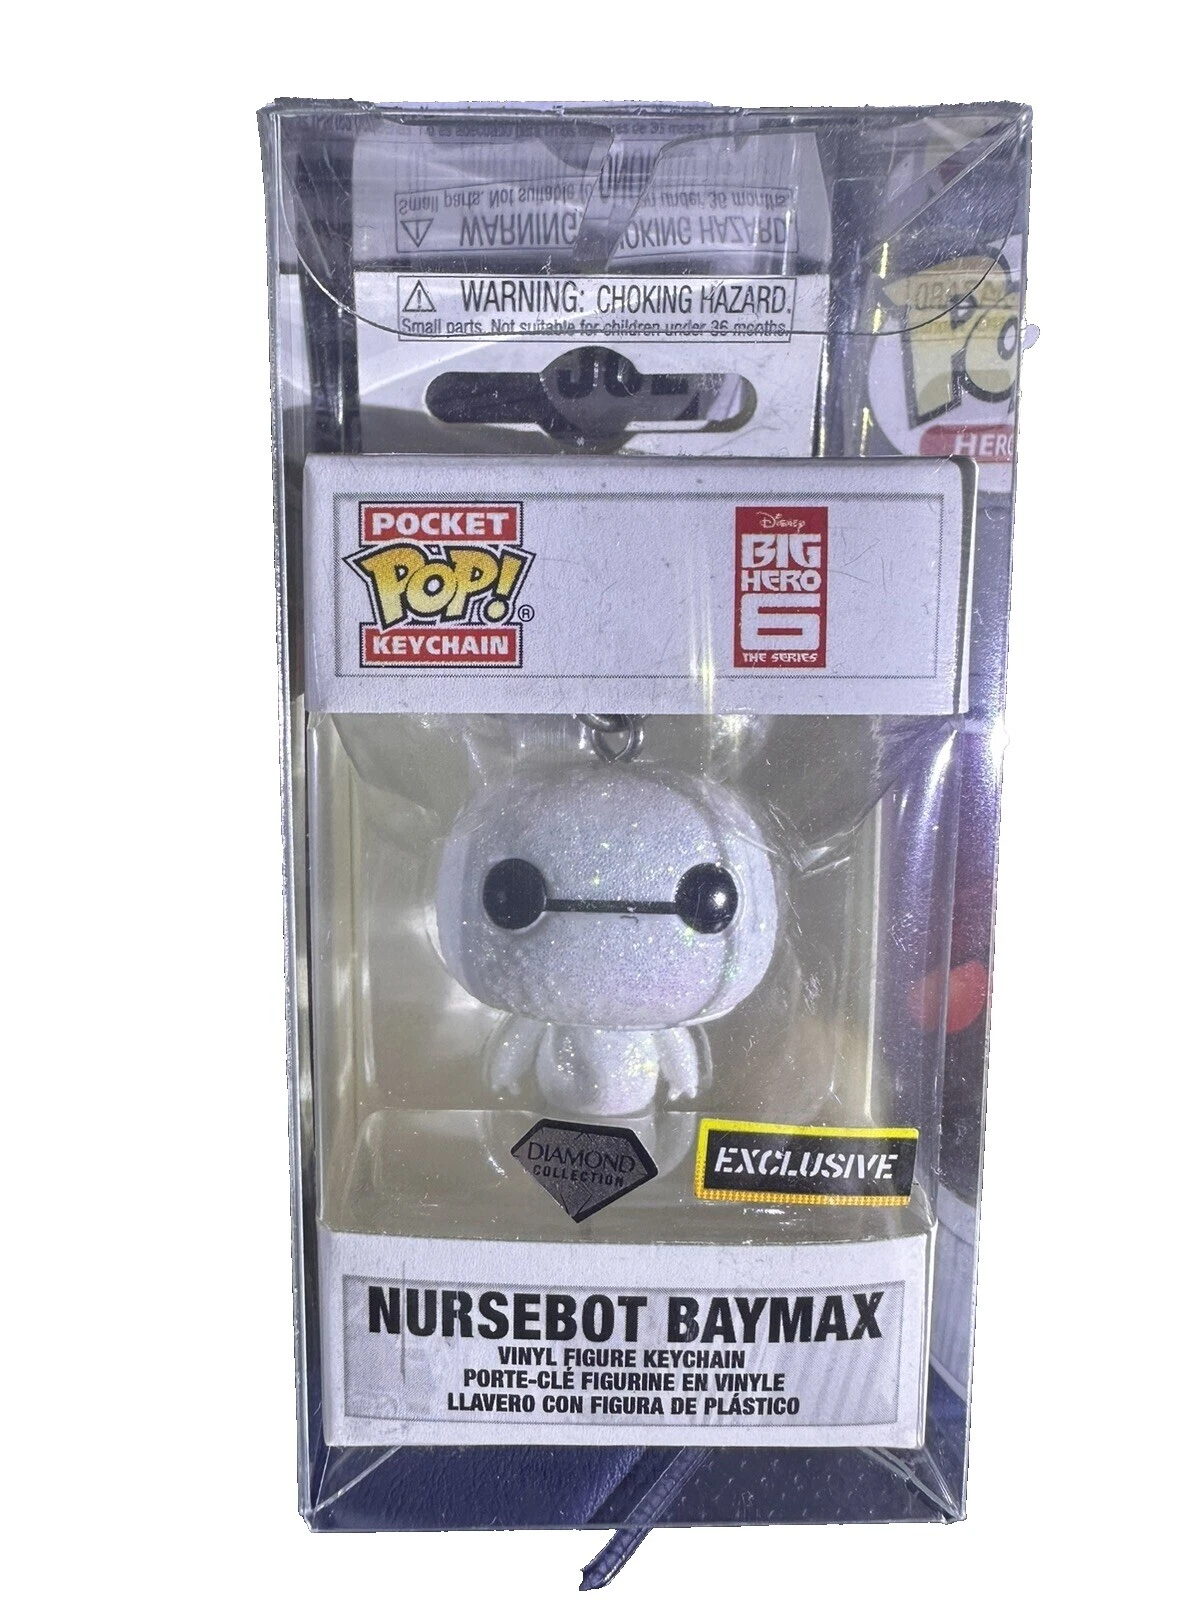 WARNING: CHOKING HAZARD.
Small parts. Not suitable for children under 36 months.
POCKET
POP!®
KEYCHAIN
Disney
BIG
HERO
6
THE SERIES
HERO
DIAMOND
COLLECTION
EXCLUSIVE
NURSEBOT BAYMAX
VINYL FIGURE KEYCHAIN
PORTE-CLÉ FIGURINE EN VINYLE
LLAVERO CON FIGURA DE PLÁSTICO